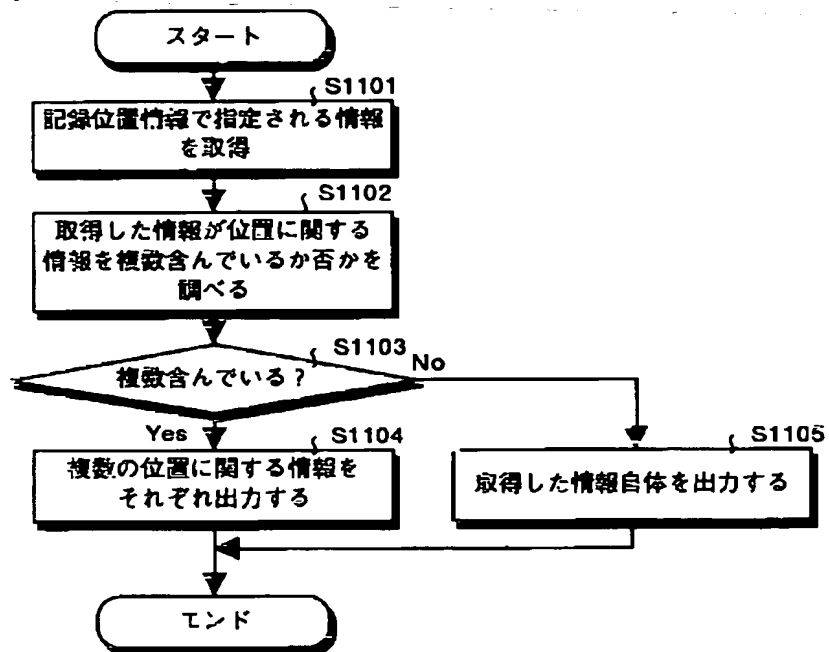 スタート
S1101
記録位置情報で指定される情報
を取得
S1102
取得した情報が位置に関する
情報を複数含んでいるか否かを
調べる
S1103
複数含んでいる？
No
Yes
S1104
複数の位置に関する情報を
それぞれ出力する
S1105
取得した情報自体を出力する
エンド